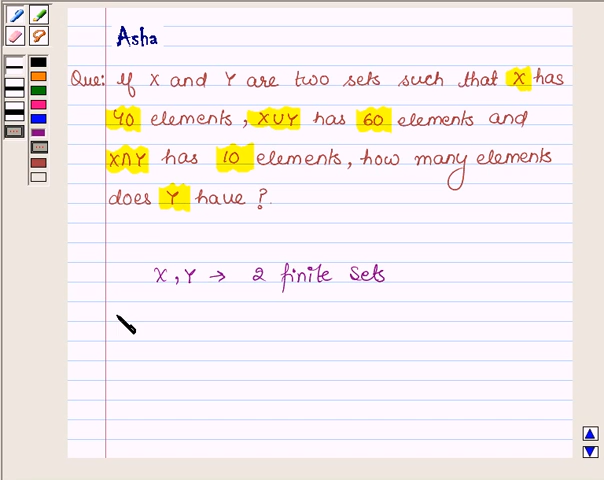 Asha
Que: If X and Y are two sets such that X has
40 elements, X∪Y has 60 elements and
X∩Y has 10 elements, how many elements
does Y have?
X, Y → 2 finite sets